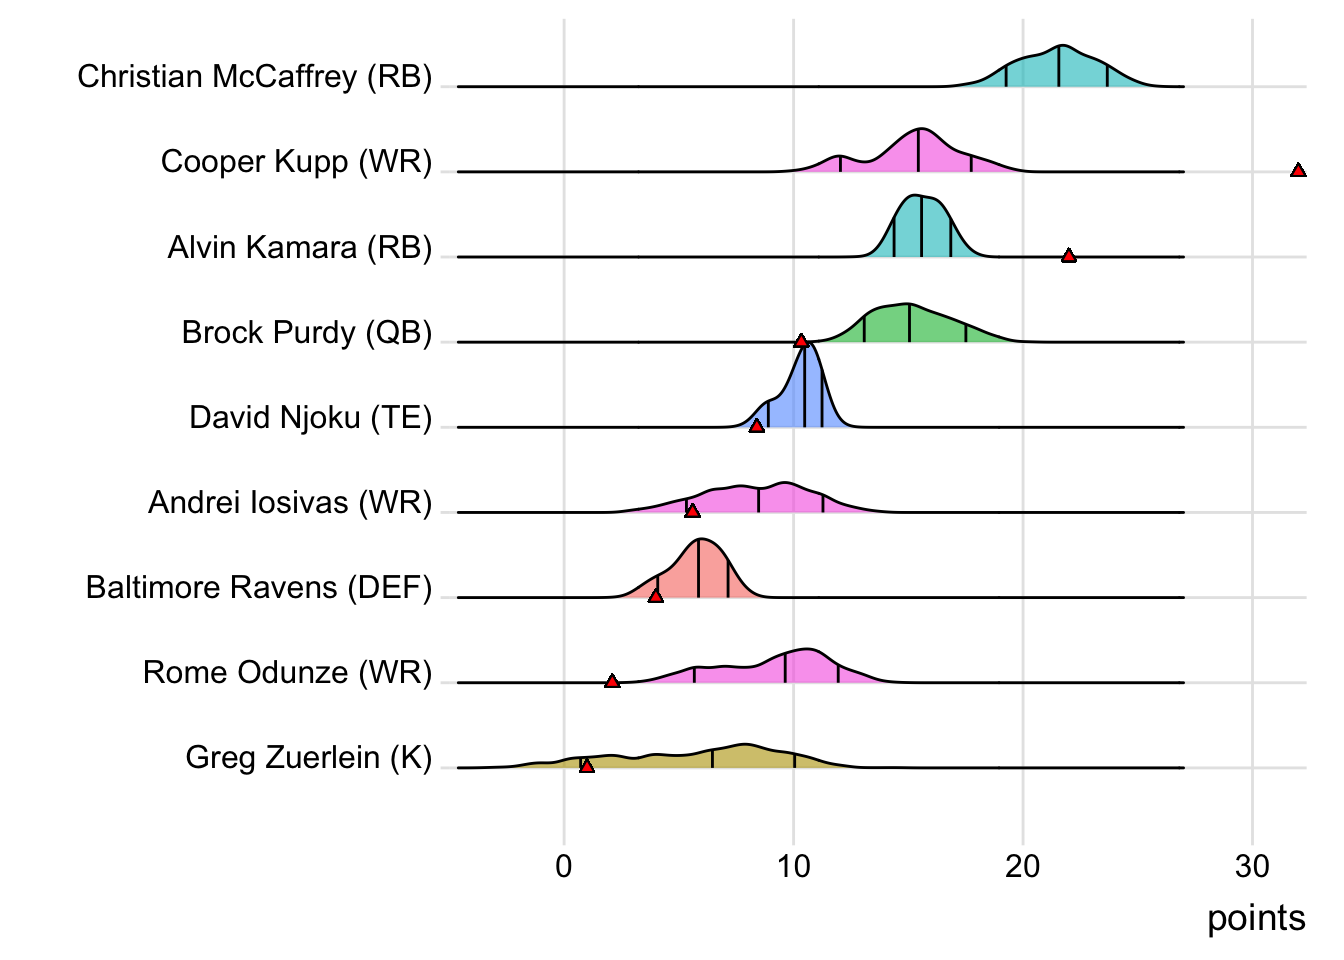 Christian McCaffrey (RB)
Cooper Kupp (WR)
Alvin Kamara (RB)
Brock Purdy (QB)
David Njoku (TE)
Andrei Iosivas (WR)
Baltimore Ravens (DEF)
Rome Odunze (WR)
Greg Zuerlein (K)
0 10 20 30
points